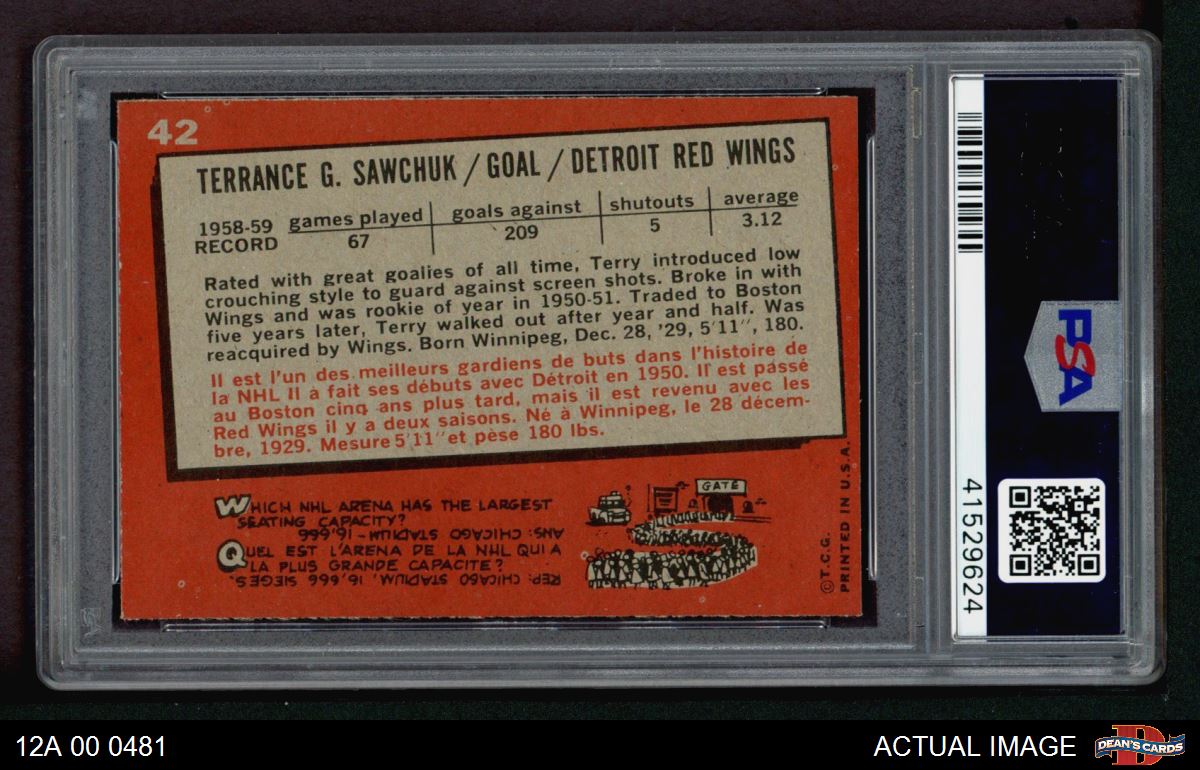 42
TERRANCE G. SAWCHUK / GOAL / DETROIT RED WINGS
1958-59 RECORD games played goals against shutouts average
67 209 5 3.12
Rated with great goalies of all time, Terry introduced low
crouching style to guard against screen shots. Broke in with
Wings and was rookie of year in 1950-51. Traded to Boston
five years later, Terry walked out after year and half. Was
reacquired by Wings. Born Winnipeg, Dec. 28, '29, 5'11", 180.
Il est l'un des meilleurs gardiens de buts dans l'histoire de
la NHL Il à fait ses débuts avec Détroit en 1950. Il est passé
au Boston cinq ans plus tard, mais il est revenu avec les
Red Wings il y a deux saisons. Né à Winnipeg, le 28 décem-
bre, 1929. Mesure 5'11" et pèse 180 lbs.
WHICH NHL ARENA HAS THE LARGEST
SEATING CAPACITY?
ANS: CHICAGO STADIUM - 16,666
QUEL EST L'ARENA DE LA NHL QUI A
LA PLUS GRANDE CAPACITE?
REP: CHICAGO STADIUM, 16,666 SIEGES.
GATE
©T.C.G.
PRINTED IN U.S.A.
PSA
41529624
12A 00 0481
ACTUAL IMAGE
D
DEAN'S CARDS